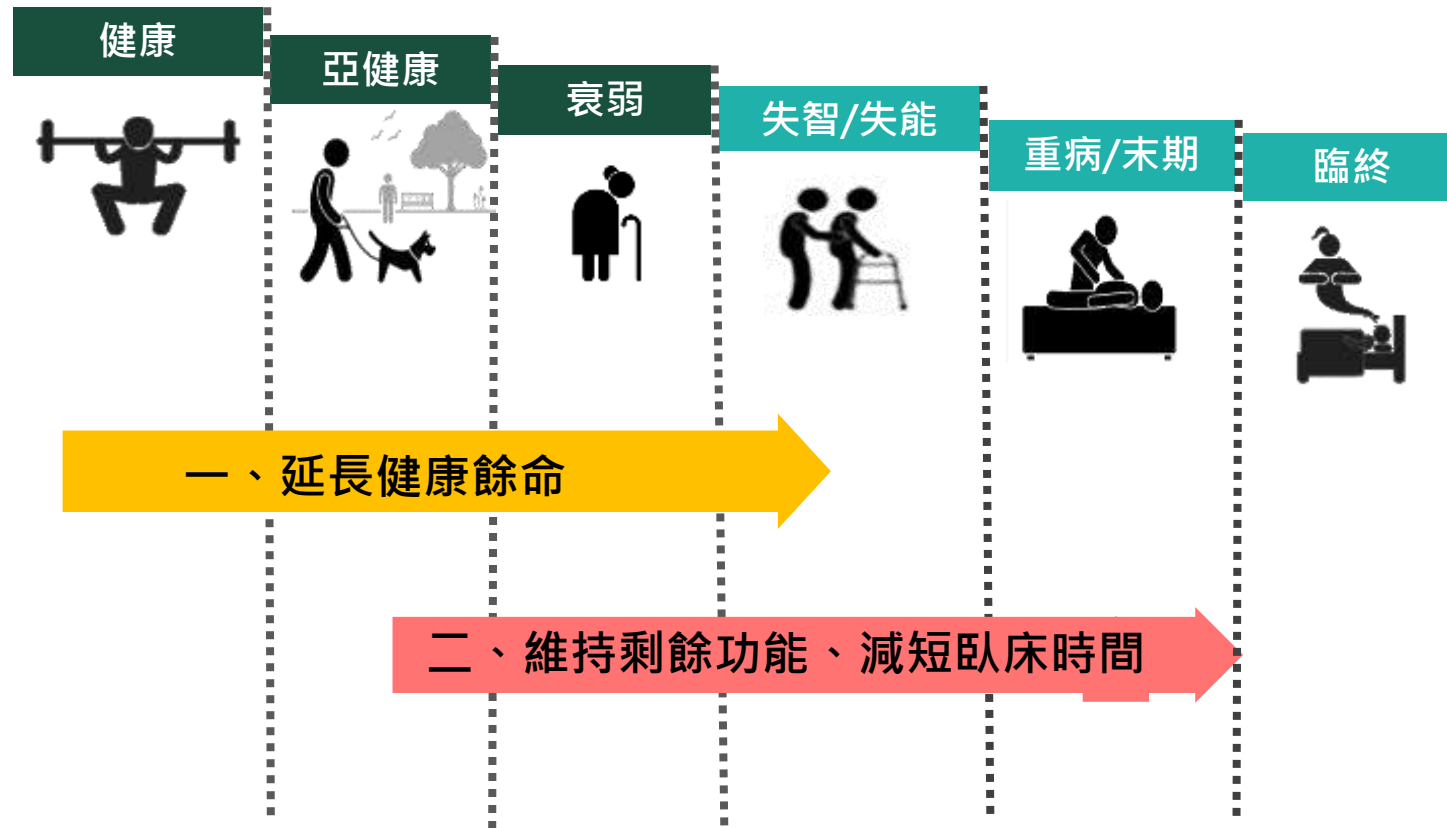 健康
亞健康
衰弱
失智/失能
重病/末期
臨終
一、延長健康餘命
二、維持剩餘功能、減短臥床時間